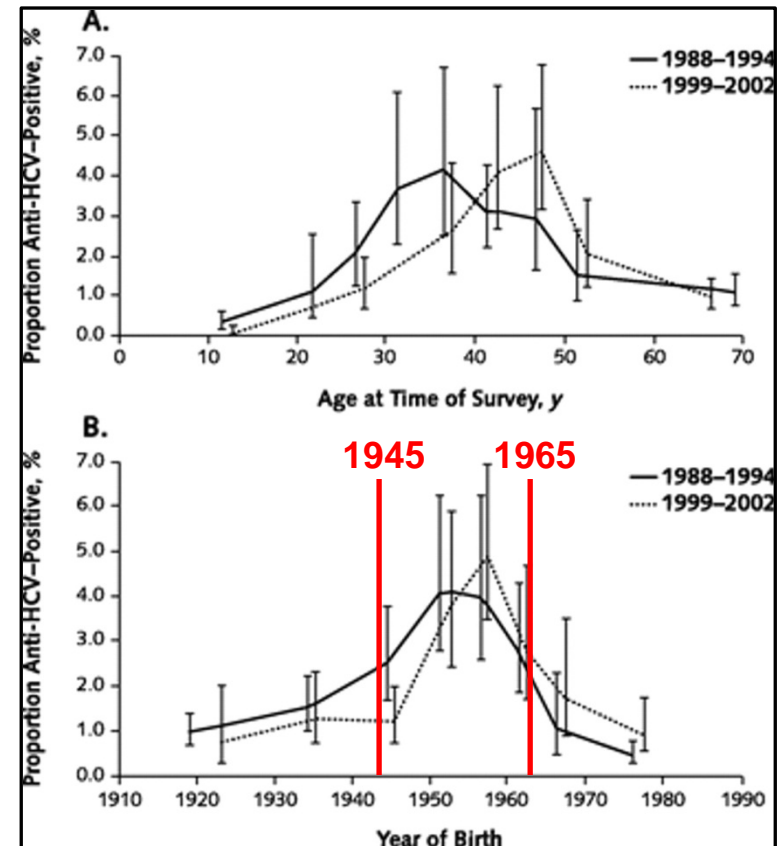 A.
Proportion Anti-HCV–Positive, %
7.0
6.0
5.0
4.0
3.0
2.0
1.0
0.0
1988–1994
1999–2002
0 10 20 30 40 50 60 70
Age at Time of Survey, y
B.
Proportion Anti-HCV–Positive, %
7.0
6.0
5.0
4.0
3.0
2.0
1.0
0.0
1945 1965
1988–1994
1999–2002
1910 1920 1930 1940 1950 1960 1970 1980 1990
Year of Birth